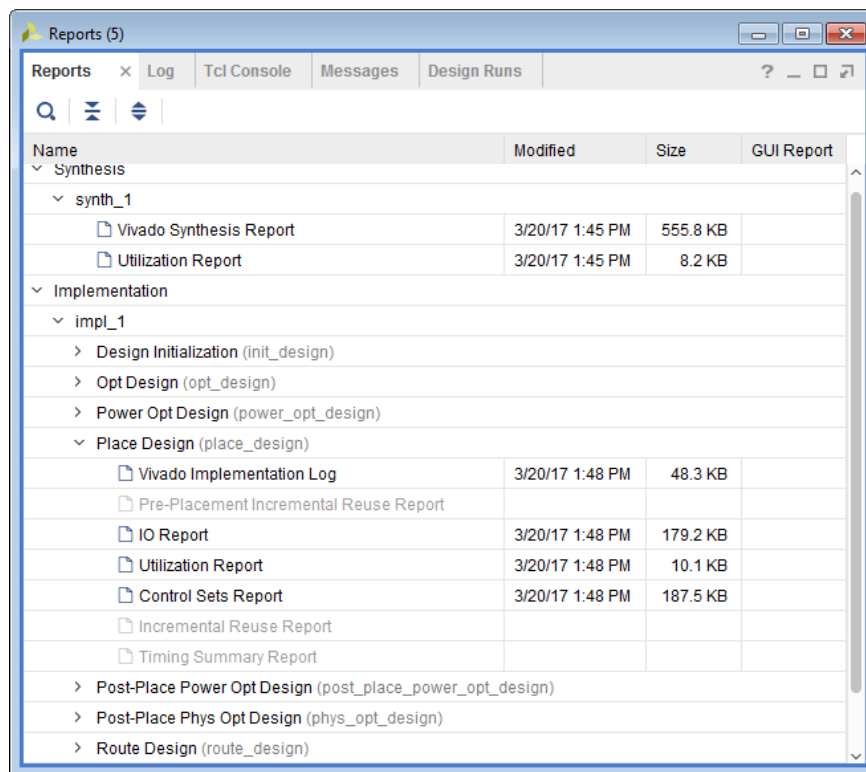 Reports (5)
Reports × Log Tcl Console Messages Design Runs ?
Name Modified Size GUI Report
Synthesis
synth_1
Vivado Synthesis Report 3/20/17 1:45 PM 555.8 KB
Utilization Report 3/20/17 1:45 PM 8.2 KB
Implementation
impl_1
Design Initialization (init_design)
Opt Design (opt_design)
Power Opt Design (power_opt_design)
Place Design (place_design)
Vivado Implementation Log 3/20/17 1:48 PM 48.3 KB
Pre-Placement Incremental Reuse Report
IO Report 3/20/17 1:48 PM 179.2 KB
Utilization Report 3/20/17 1:48 PM 10.1 KB
Control Sets Report 3/20/17 1:48 PM 187.5 KB
Incremental Reuse Report
Timing Summary Report
Post-Place Power Opt Design (post_place_power_opt_design)
Post-Place Phys Opt Design (phys_opt_design)
Route Design (route_design)